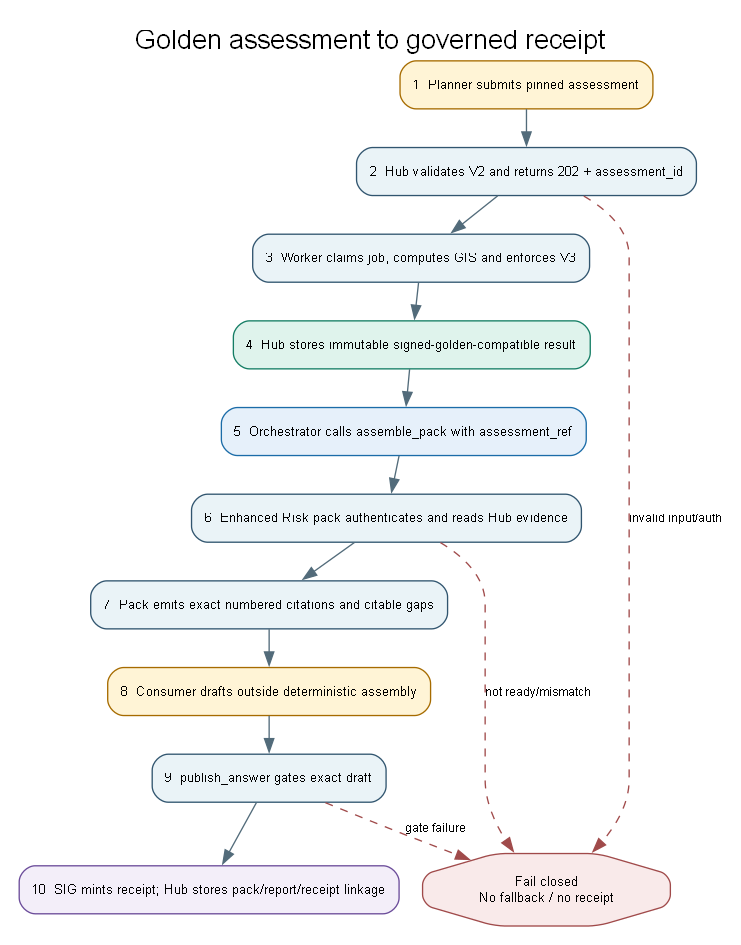 Golden assessment to governed receipt
1 Planner submits pinned assessment
2 Hub validates V2 and returns 202 + assessment_id
3 Worker claims job, computes GIS and enforces V3
4 Hub stores immutable signed-golden-compatible result
5 Orchestrator calls assemble_pack with assessment_ref
6 Enhanced Risk pack authenticates and reads Hub evidence
invalid input/auth
7 Pack emits exact numbered citations and citable gaps
8 Consumer drafts outside deterministic assembly
not ready/mismatch
9 publish_answer gates exact draft
gate failure
10 SIG mints receipt; Hub stores pack/report/receipt linkage
Fail closed
No fallback / no receipt